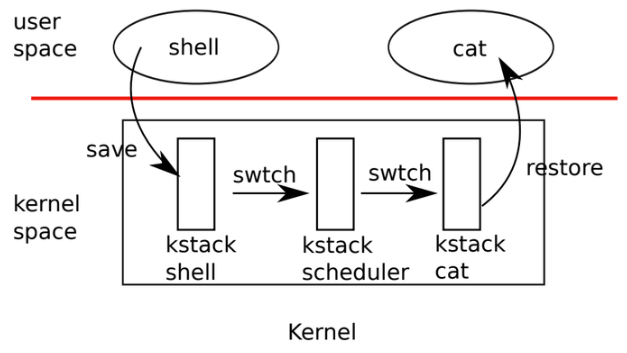 user
space
shell
cat
save
swtch
swtch
restore
kernel
space
kstack
shell
kstack
scheduler
kstack
cat
Kernel